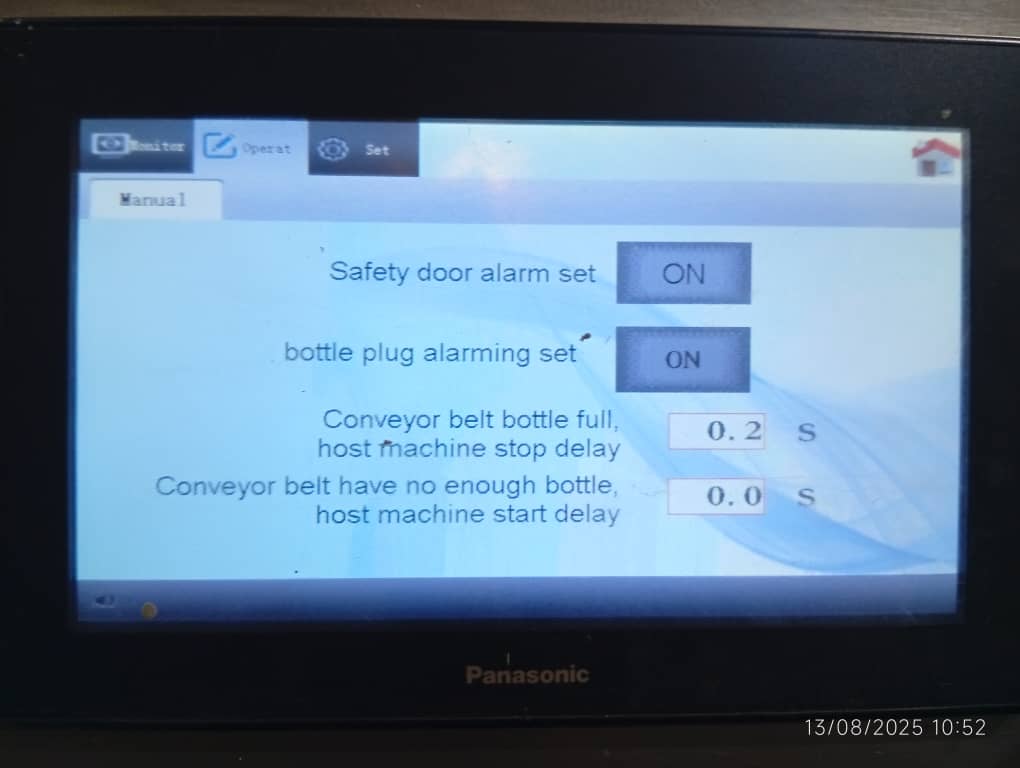 Monitor
Operat
Set
Manual
Safety door alarm set
ON
bottle plug alarming set
ON
Conveyor belt bottle full,
host machine stop delay
0.2 S
Conveyor belt have no enough bottle,
host machine start delay
0.0 S
Panasonic
13/08/2025 10:52